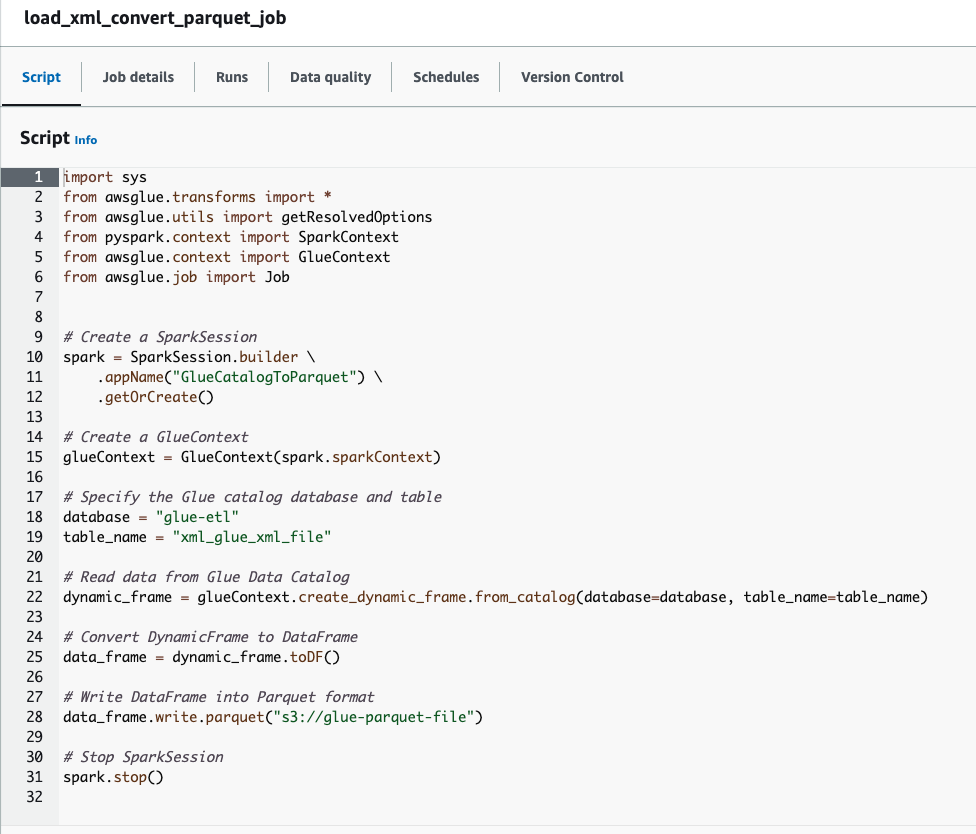 load_xml_convert_parquet_job
Script Job details Runs Data quality Schedules Version Control
Script Info
1 import sys
2 from awsglue.transforms import *
3 from awsglue.utils import getResolvedOptions
4 from pyspark.context import SparkContext
5 from awsglue.context import GlueContext
6 from awsglue.job import Job
7
8
9 # Create a SparkSession
10 spark = SparkSession.builder \
11     .appName("GlueCatalogToParquet") \
12     .getOrCreate()
13
14 # Create a GlueContext
15 glueContext = GlueContext(spark.sparkContext)
16
17 # Specify the Glue catalog database and table
18 database = "glue-etl"
19 table_name = "xml_glue_xml_file"
20
21 # Read data from Glue Data Catalog
22 dynamic_frame = glueContext.create_dynamic_frame.from_catalog(database=database, table_name=table_name)
23
24 # Convert DynamicFrame to DataFrame
25 data_frame = dynamic_frame.toDF()
26
27 # Write DataFrame into Parquet format
28 data_frame.write.parquet("s3://glue-parquet-file")
29
30 # Stop SparkSession
31 spark.stop()
32